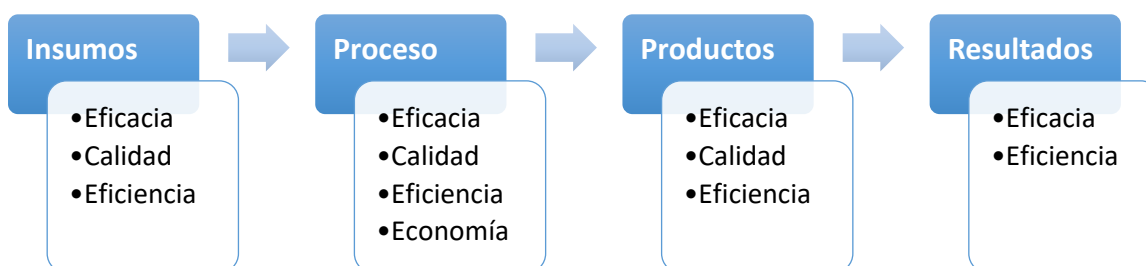 Insumos
•Eficacia
•Calidad
•Eficiencia
Proceso
•Eficacia
•Calidad
•Eficiencia
•Economía
Productos
•Eficacia
•Calidad
•Eficiencia
Resultados
•Eficacia
•Eficiencia